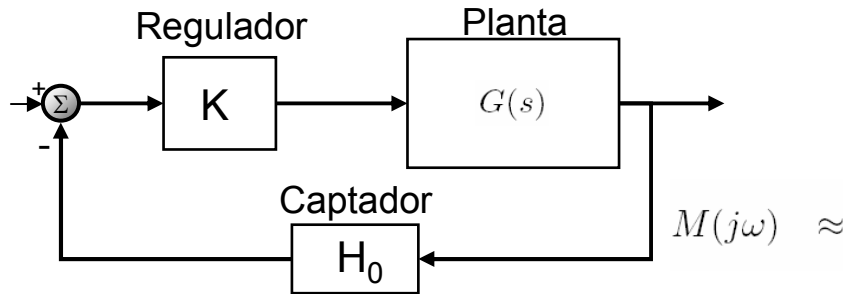 Regulador
Planta
+
Σ
K
G(s)
-
Captador
H₀
M(jω) ≈